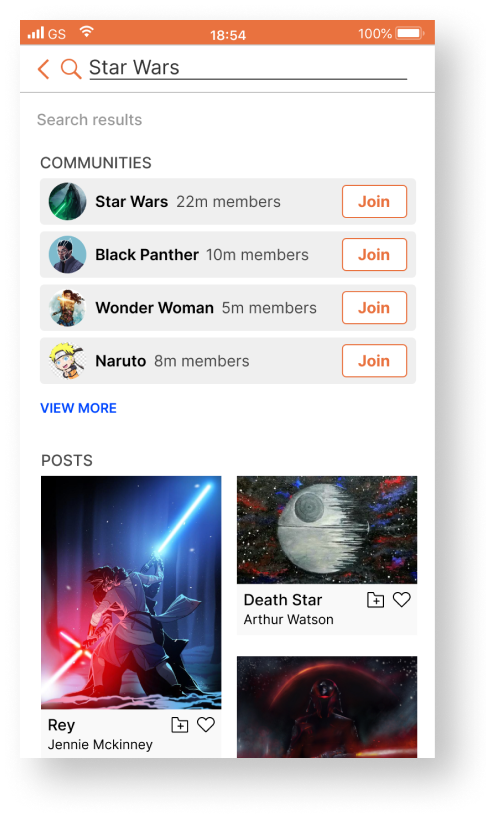 GS 18:54 100%
Star Wars
Search results
COMMUNITIES
Star Wars 22m members Join
Black Panther 10m members Join
Wonder Woman 5m members Join
Naruto 8m members Join
VIEW MORE
POSTS
Death Star
Arthur Watson
Rey
Jennie Mckinney